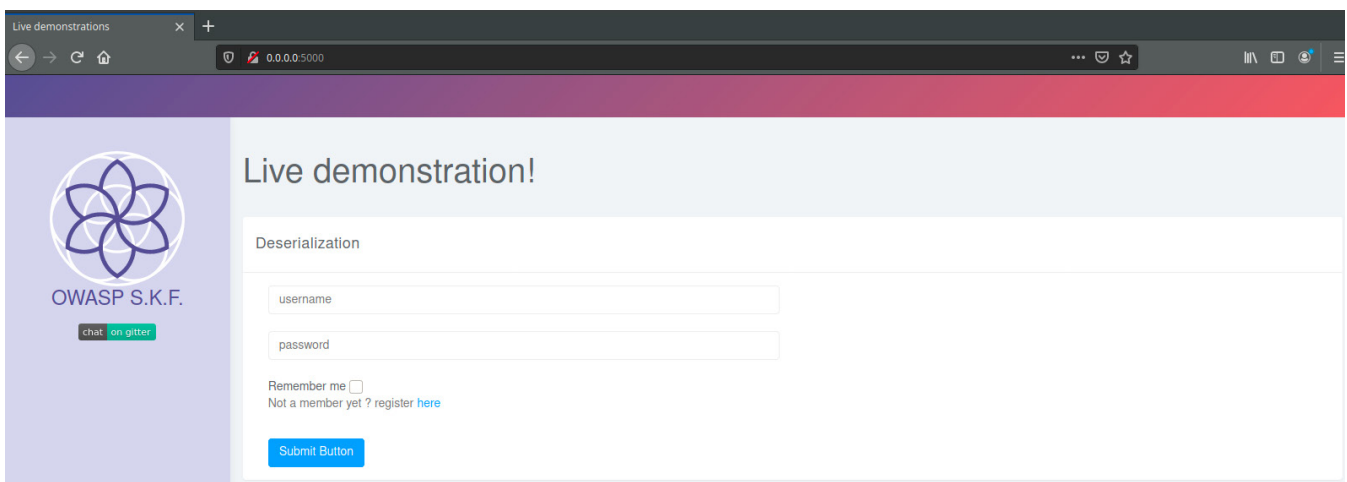 Live demonstrations
0.0.0.0:5000
Live demonstration!
OWASP S.K.F.
chat on gitter
Deserialization
username
password
Remember me
Not a member yet ? register here
Submit Button